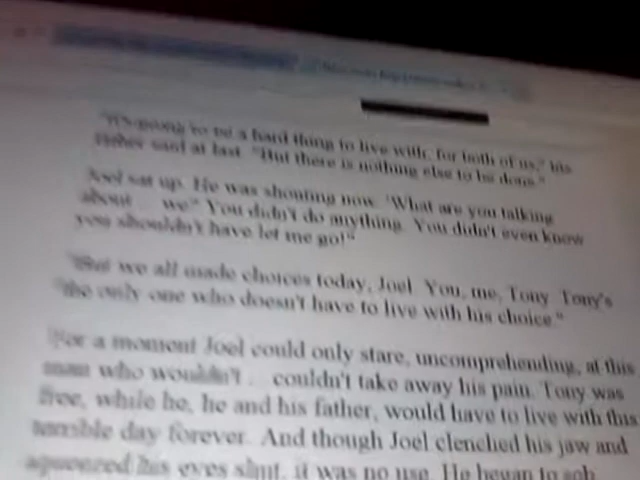 "It's going to be a hard thing to live with, for both of us," his
father said at last. "But there is nothing else to be done."
Joel sat up. He was shouting now. "What are you talking
about we" You didn't do anything. You didn't even know
you shouldn't have let me go!"
"But we all made choices today, Joel. You, me, Tony. Tony's
the only one who doesn't have to live with his choice."
For a moment Joel could only stare, uncomprehending, at this
man who wouldn't . couldn't take away his pain. Tony was
free, while he, he and his father, would have to live with this
terrible day forever. And though Joel clenched his jaw and
squeezed his eyes shut, it was no use. He began to sob